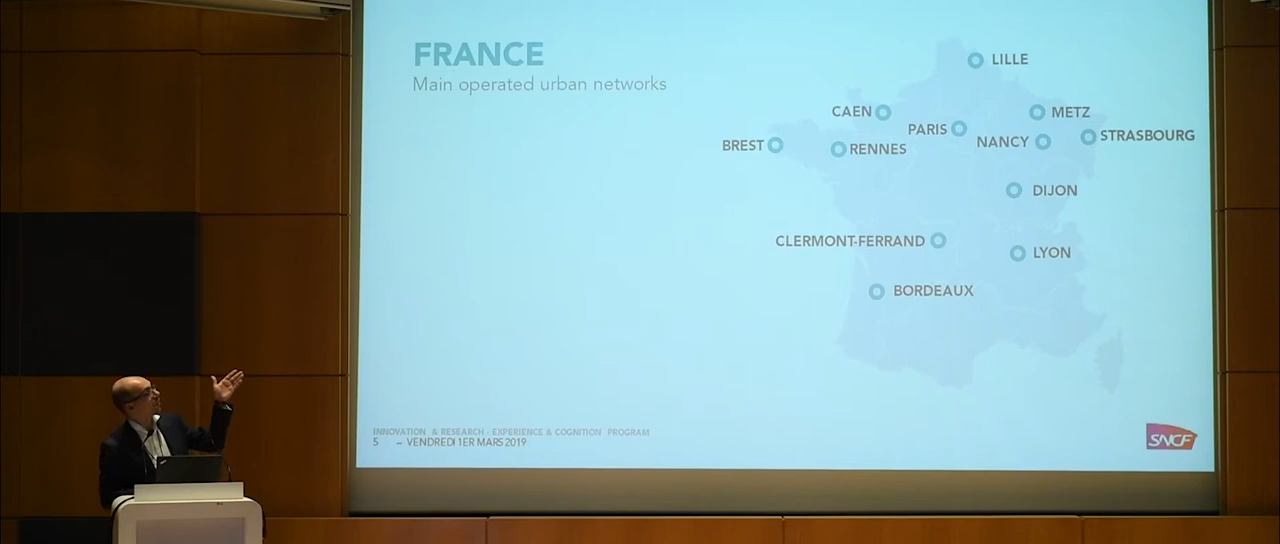 FRANCE
Main operated urban networks
LILLE
CAEN
METZ
PARIS
STRASBOURG
NANCY
BREST
RENNES
DIJON
CLERMONT-FERRAND
LYON
BORDEAUX
INNOVATION & RESEARCH - EXPERIENCE & COGNITION PROGRAM
5 – VENDREDI 1ER MARS 2019
SNCF